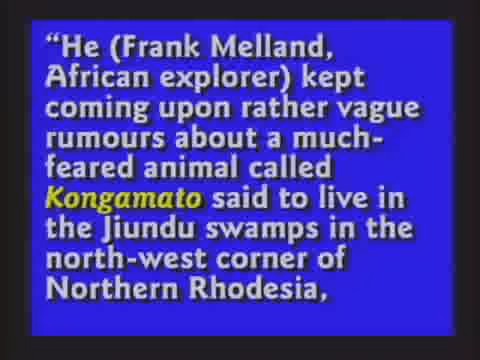 “He (Frank Melland,
African explorer) kept
coming upon rather vague
rumours about a much-
feared animal called
Kongamato said to live in
the Jiundu swamps in the
north-west corner of
Northern Rhodesia,